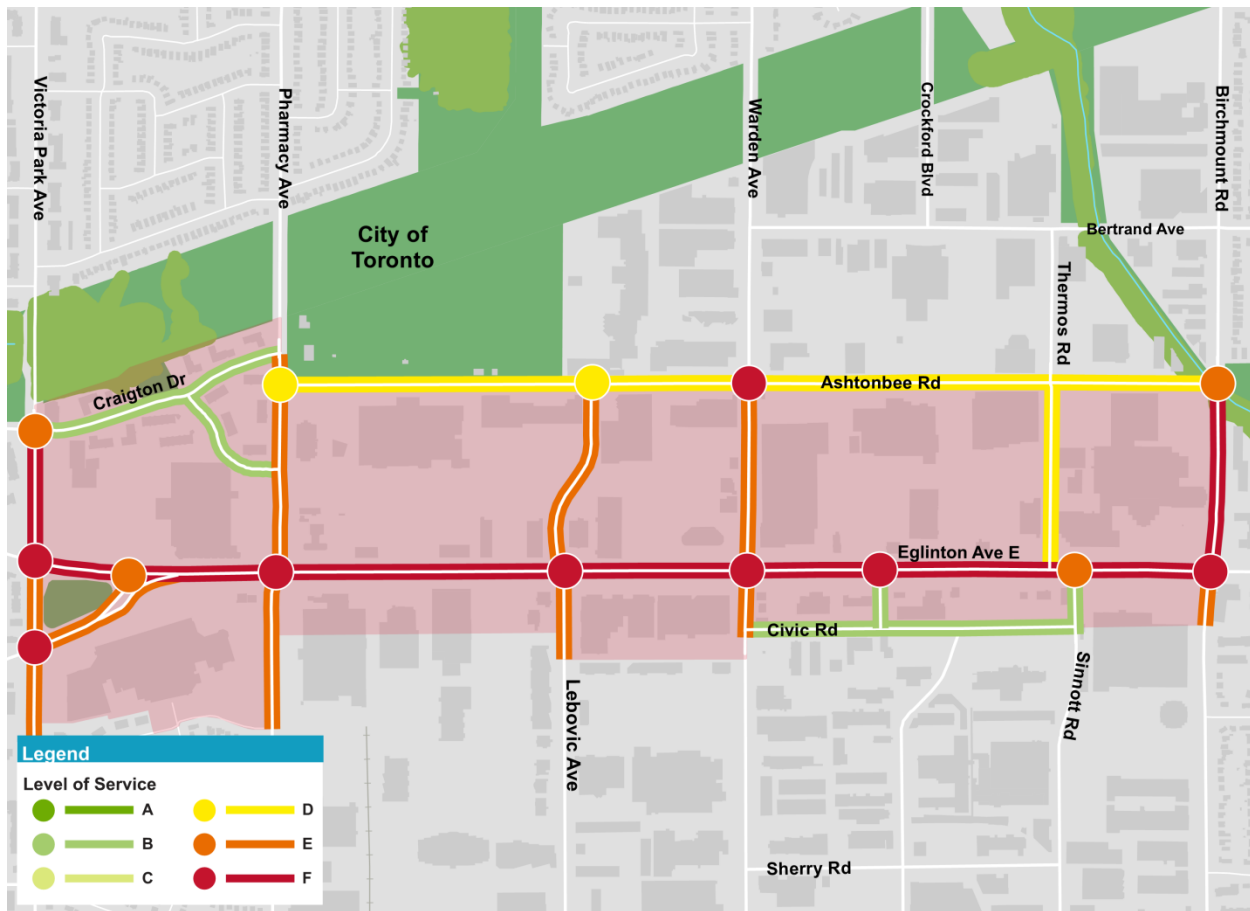 Victoria Park Ave
Pharmacy Ave
Warden Ave
Crockford Blvd
Birchmount Rd
City of
Toronto
Bertrand Ave
Thermos Rd
Craigton Dr
Ashtonbee Rd
Eglinton Ave E
Civic Rd
Lebovic Ave
Sinnott Rd
Sherry Rd
Legend
Level of Service
A
D
B
E
C
F